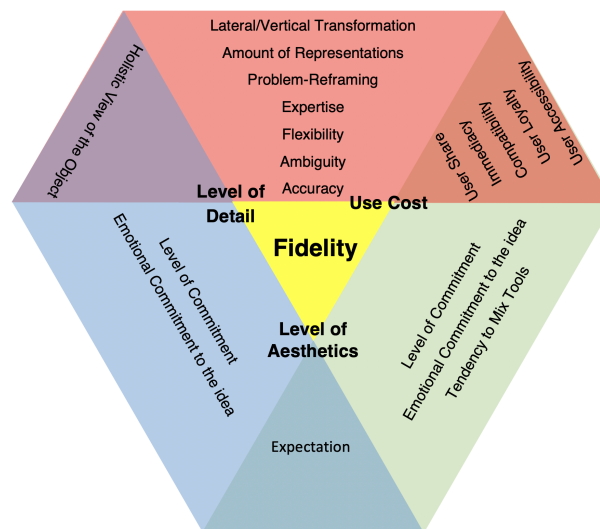 Lateral/Vertical Transformation
Amount of Representations
Problem-Reframing
Expertise
Flexibility
Ambiguity
Accuracy
Holistic View of the Object
User Share
Immediacy
Compatibility
User Loyalty
User Accessibility
Level of
Detail
Use Cost
Fidelity
Level of
Aesthetics
Level of Commitment
Emotional Commitment to the idea
Level of Commitment
Emotional Commitment to the idea
Tendency to Mix Tools
Expectation